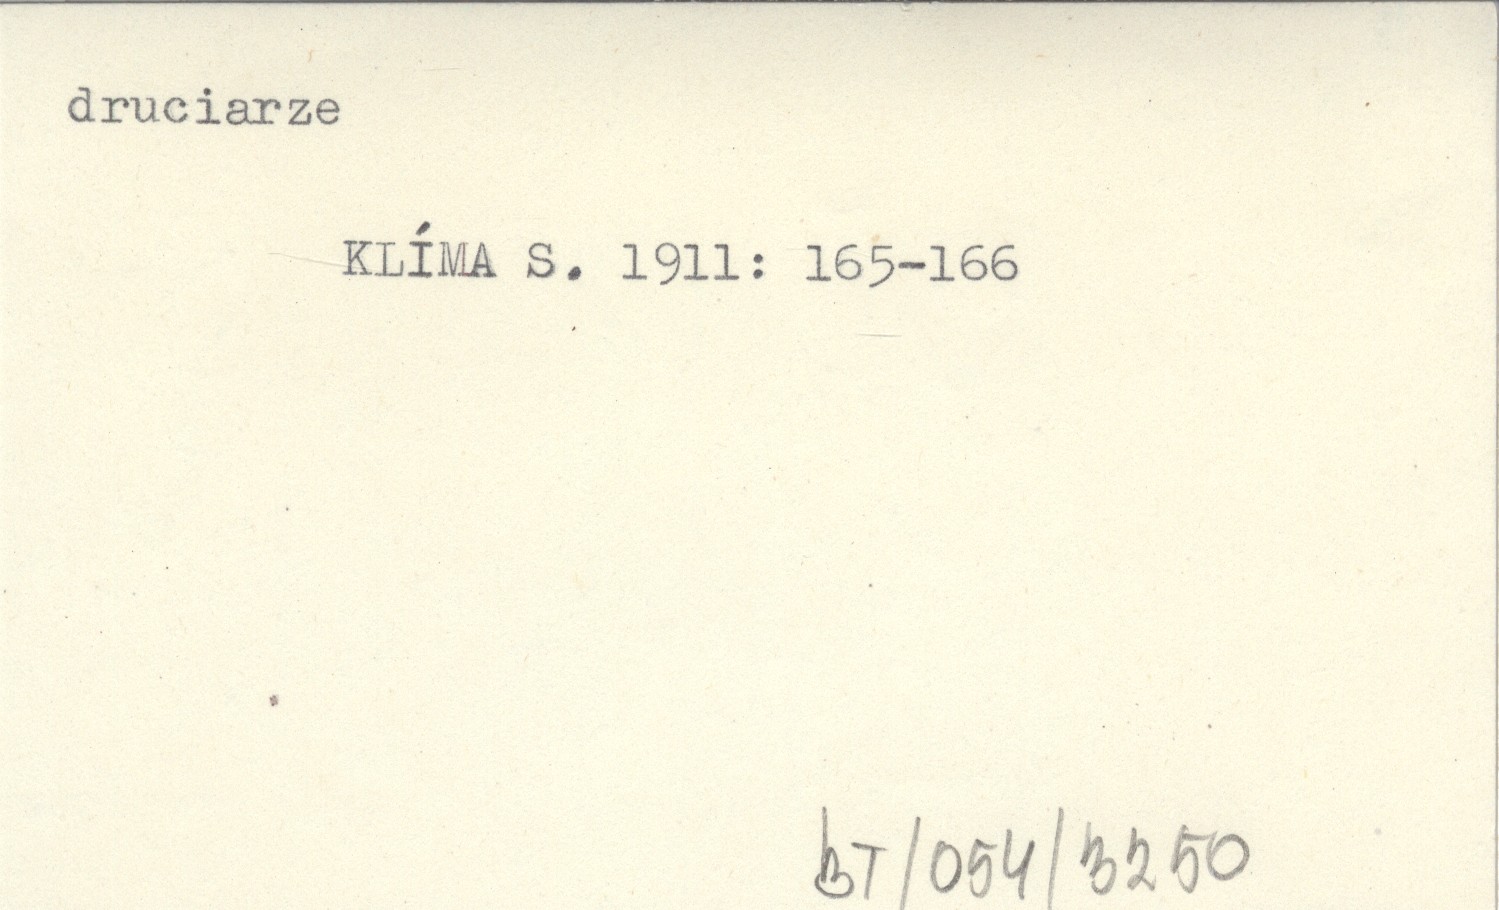 druciarze
KLÍMA S. 1911: 165-166
BT/054/3250